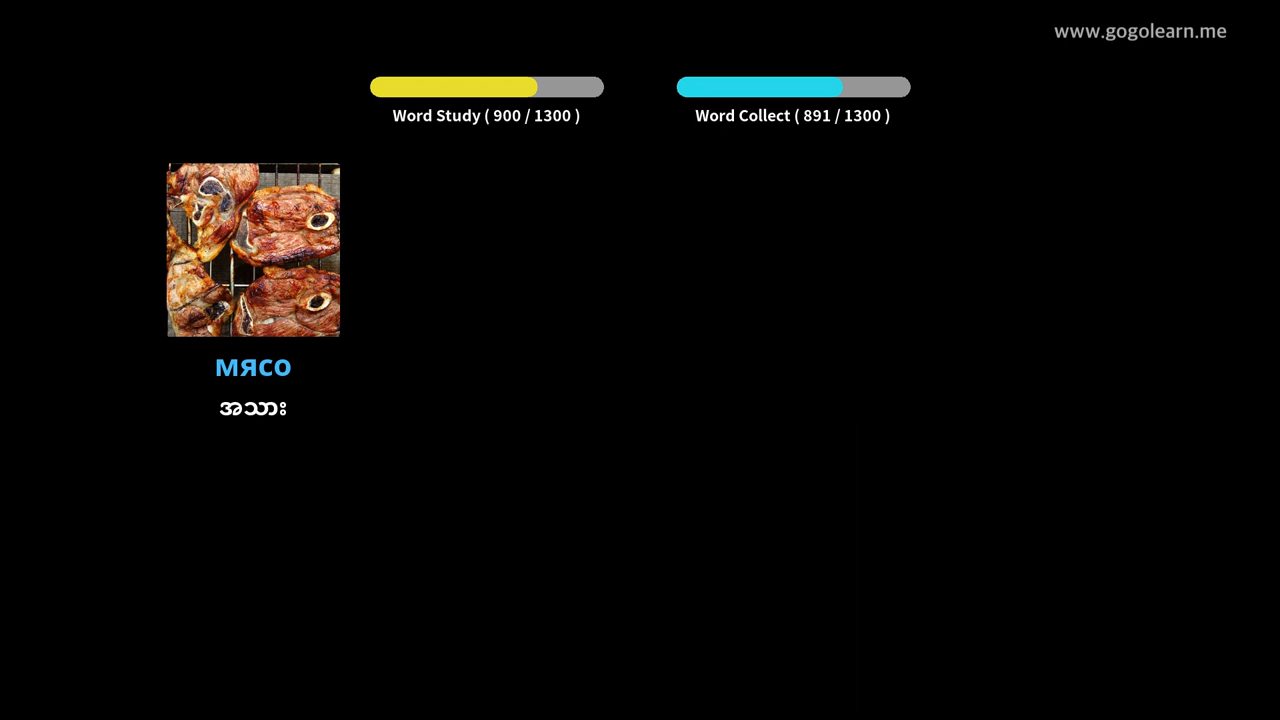 www.gogolearn.me
Word Study ( 900 / 1300 )
Word Collect ( 891 / 1300 )
мясо
အသား